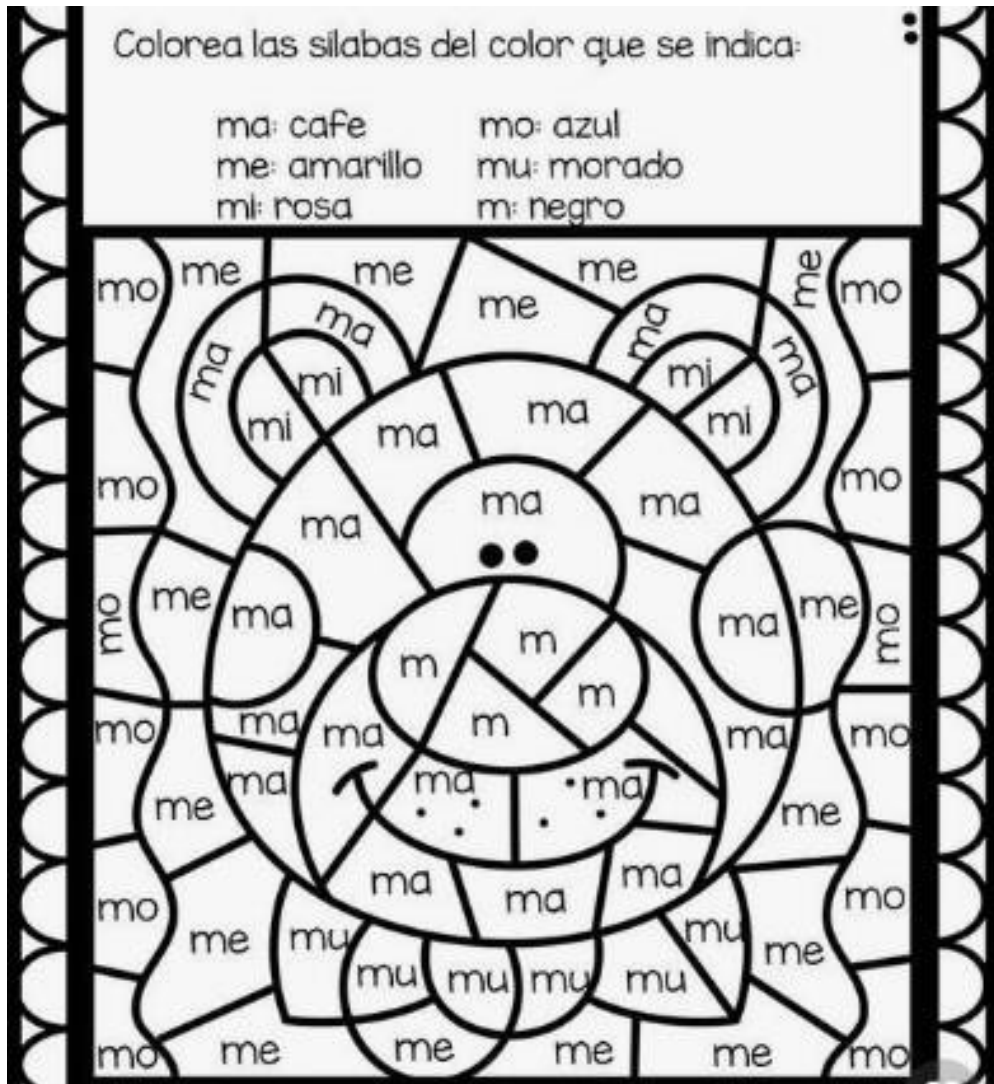 Colorea las silabas del color que se indica:
ma: cafe mo: azul
me: amarillo mu: morado
mi: rosa m: negro
mo me me me me mo
me
ma ma ma ma
mi mi mi mi
ma ma
mo ma ma ma mo
mo me ma m m ma me mo
m m
mo ma ma ma mo
ma ma ma
me me
mo ma ma ma mo
me mu mu me
mu mu mu mu
mo me me me me mo